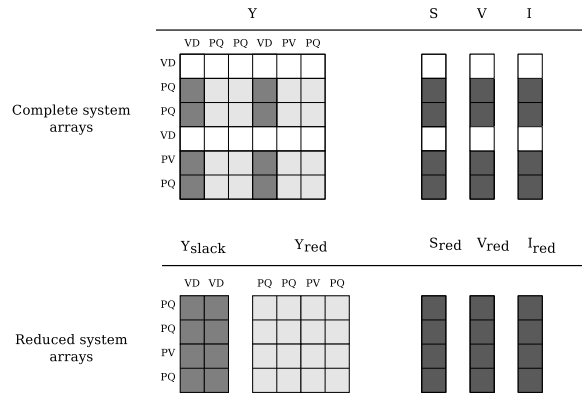 Y S V I
VD PQ PQ VD PV PQ
VD
PQ
PQ
VD
PV
PQ
Complete system
arrays
Yslack Yred Sred Vred Ired
VD VD PQ PQ PV PQ
PQ
PQ
PV
PQ
Reduced system
arrays